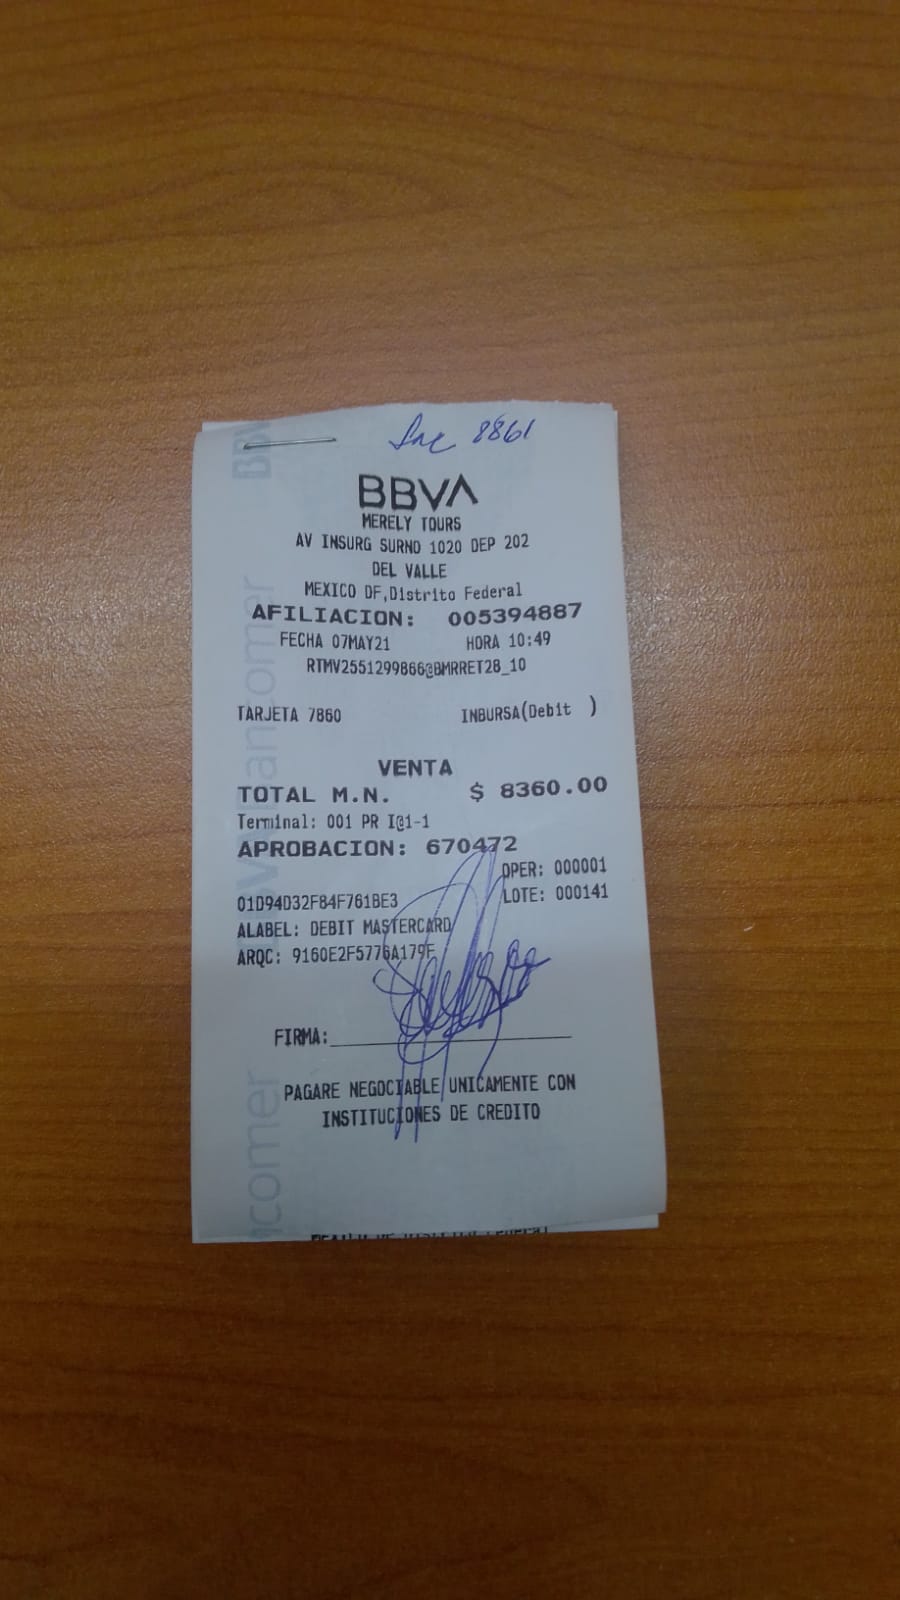 8861
BBVA
MERELY TOURS
AV INSURG SURNO 1020 DEP 202
DEL VALLE
MEXICO DF,Distrito Federal
AFILIACION: 005394887
FECHA 07MAY21 HORA 10:49
RTMV2551299866@BMRRET28_10
TARJETA 7860 INBURSA(Debit )
VENTA
TOTAL M.N. $ 8360.00
Terminal: 001 PR I@1-1
APROBACION: 670472
OPER: 000001
01D94D32F84F761BE3 LOTE: 000141
ALABEL: DEBIT MASTERCARD
ARQC: 9160E2F5776A179F
FIRMA:
PAGARE NEGOCIABLE UNICAMENTE CON
INSTITUCIONES DE CREDITO